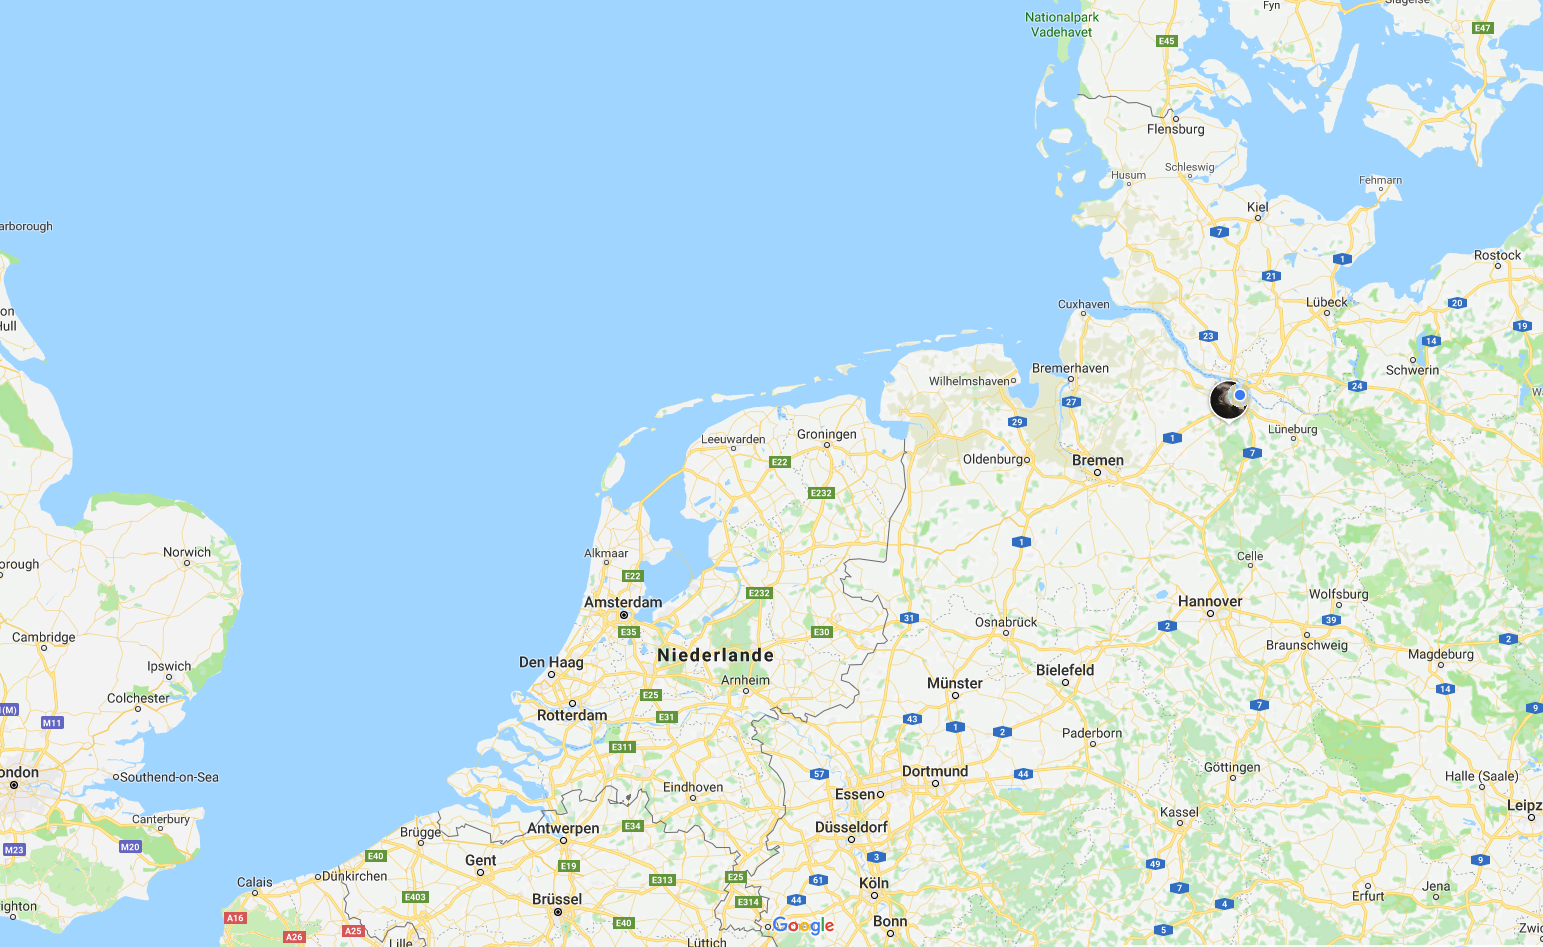 Nationalpark
Vadehavet
Fyn
E45
E47
Flensburg
Schleswig
Husum
Fehmarn
Kiel
7
1
21
arborough
Rostock
Cuxhaven
Lübeck
20
on
Hull
23
19
14
Bremerhaven
Schwerin
Wilhelmshaven
24
27
29
1
Lüneburg
Leeuwarden
Groningen
7
E22
Oldenburg
Bremen
E232
1
Norwich
Alkmaar
Celle
orough
E22
E232
Amsterdam
Hannover
Wolfsburg
31
39
E35
E30
Osnabrück
2
Cambridge
Braunschweig
2
Niederlande
Magdeburg
Ipswich
Den Haag
Bielefeld
Arnheim
Münster
14
Colchester
E25
7
9
1(M)
M11
Rotterdam
E31
43
1
2
Paderborn
E311
ondon
Southend-on-Sea
57
Dortmund
44
Göttingen
Halle (Saale)
Eindhoven
Essen
Leipz
Canterbury
Kassel
Brügge
Antwerpen
E34
Düsseldorf
M23
M20
E40
Gent
E19
3
49
9
Calais
Dünkirchen
E313
E25
61
Köln
7
Jena
E403
Brüssel
E314
44
4
Erfurt
ighton
A16
E40
Google
Bonn
A26
A25
5
Zwic
Lille
Lüttich